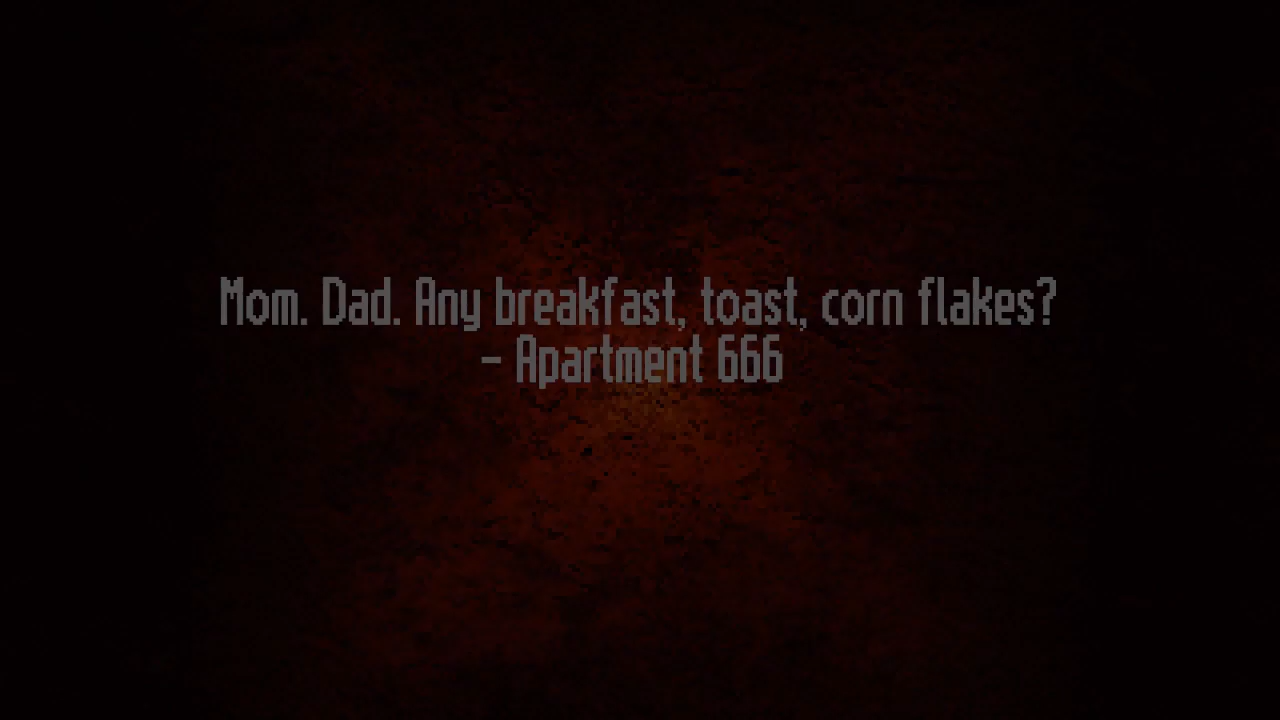 Mom. Dad. Any breakfast, toast, corn flakes?
- Apartment 666